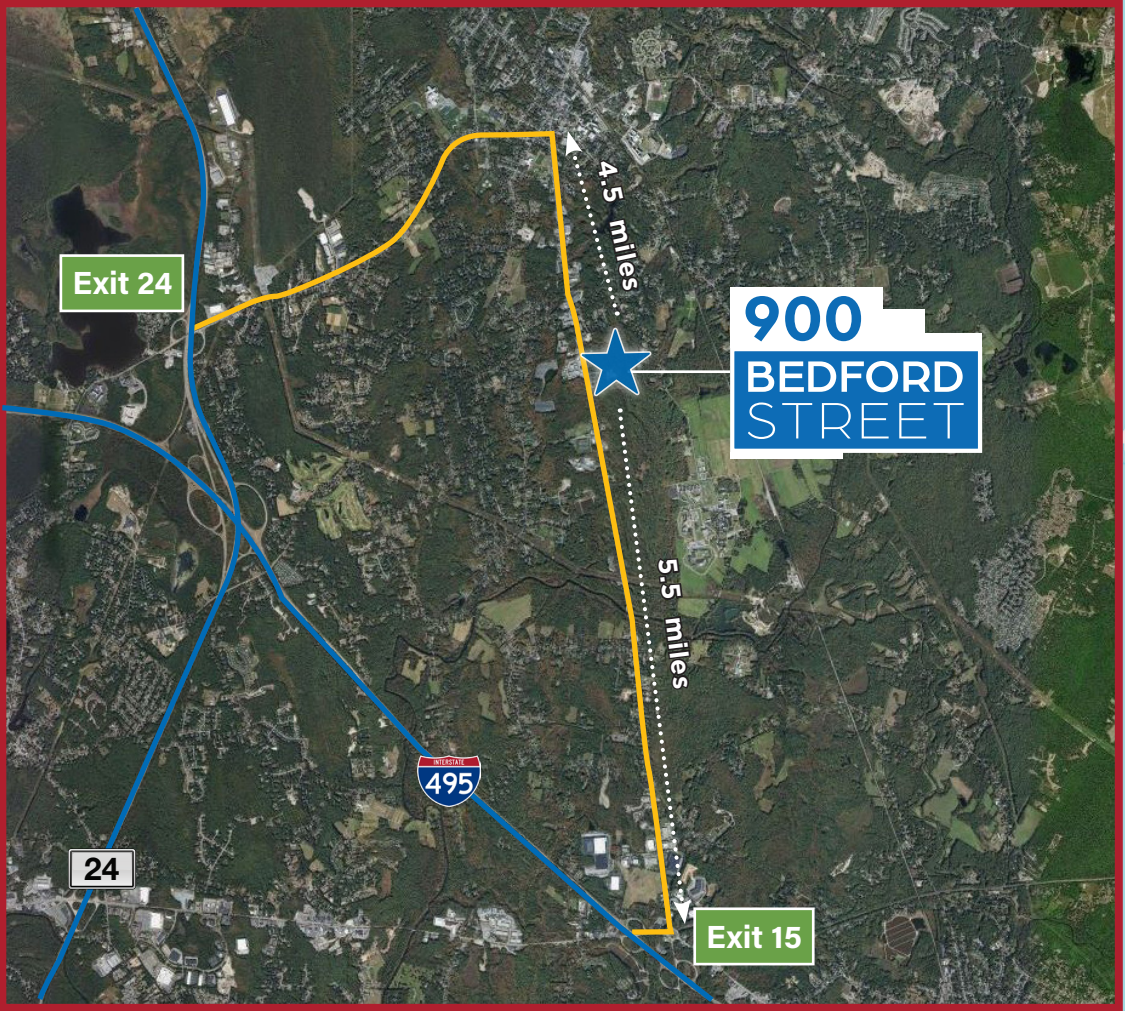 4.5 miles
Exit 24
900
BEDFORD
STREET
5.5 miles
INTERSTATE
495
24
Exit 15